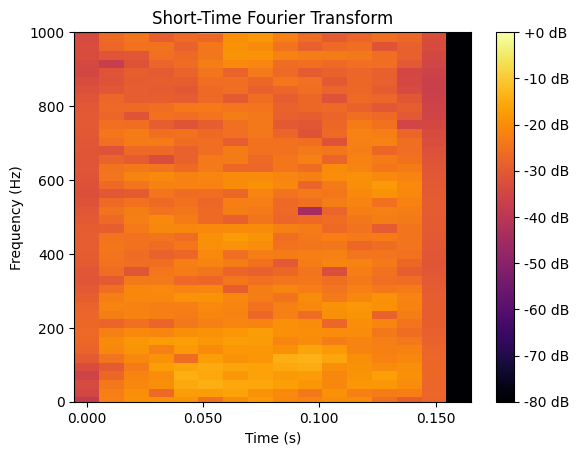 Short-Time Fourier Transform
1000
800
600
400
200
0
Frequency (Hz)
0.000
0.050
0.100
0.150
Time (s)
+0 dB
-10 dB
-20 dB
-30 dB
-40 dB
-50 dB
-60 dB
-70 dB
-80 dB